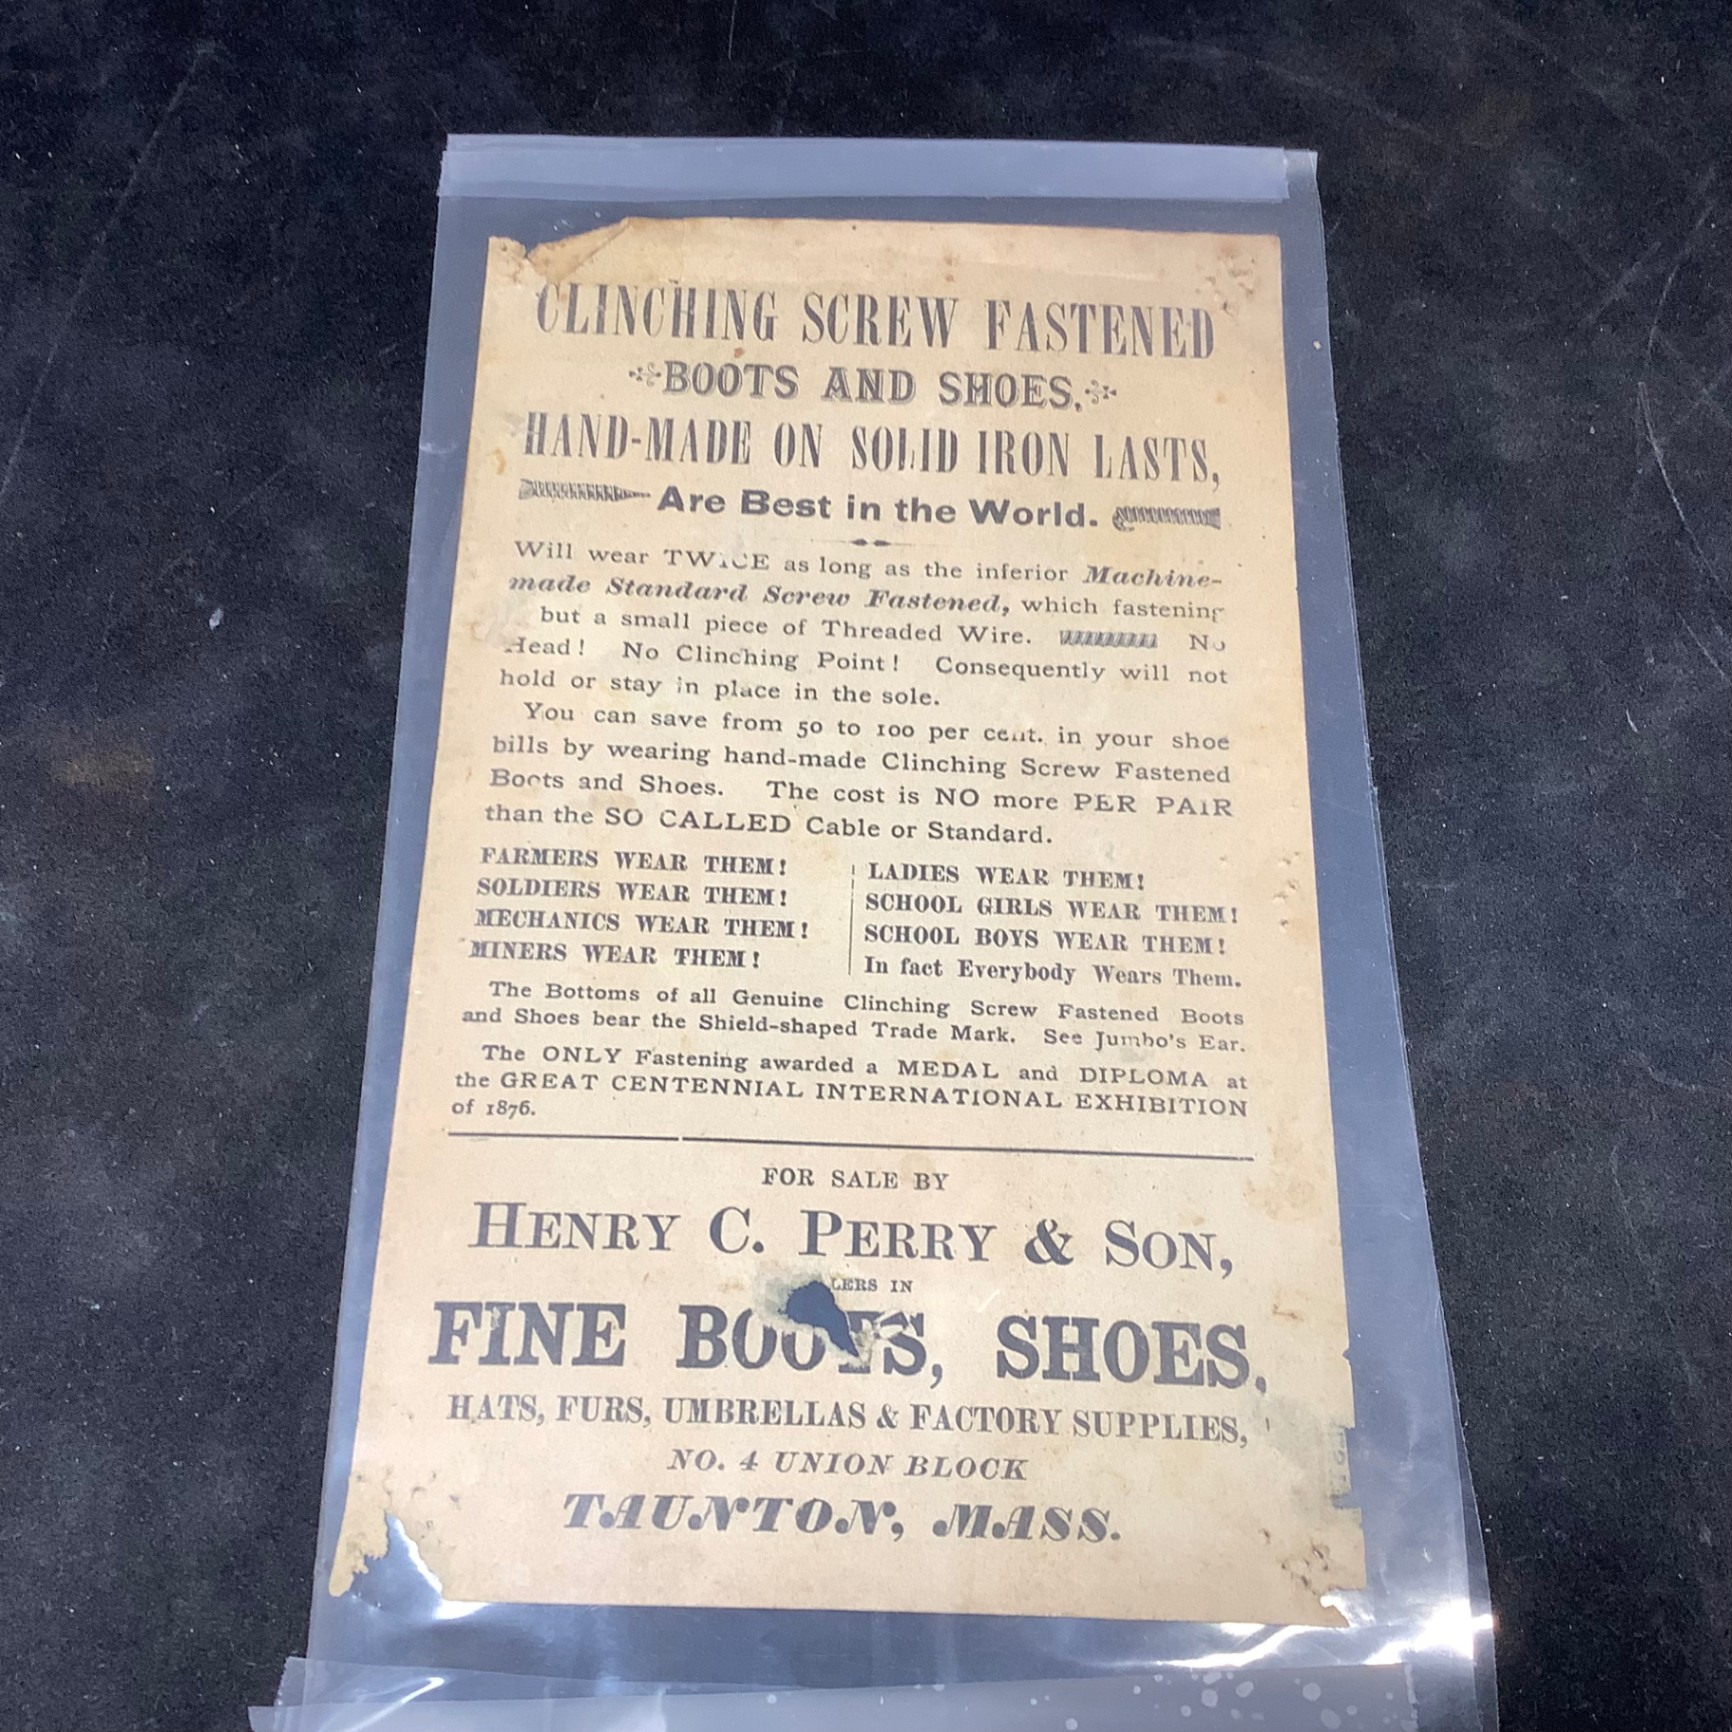 CLINCHING SCREW FASTENED
BOOTS AND SHOES,
HAND-MADE ON SOLID IRON LASTS,
Are Best in the World.
Will wear TWICE as long as the inferior Machine-
made Standard Screw Fastened, which fastening
but a small piece of Threaded Wire. No
Head! No Clinching Point! Consequently will not
hold or stay in place in the sole.
You can save from 50 to 100 per cent. in your shoe
bills by wearing hand-made Clinching Screw Fastened
Boots and Shoes. The cost is NO more PER PAIR
than the SO CALLED Cable or Standard.
FARMERS WEAR THEM!
SOLDIERS WEAR THEM!
MECHANICS WEAR THEM!
MINERS WEAR THEM!
LADIES WEAR THEM!
SCHOOL GIRLS WEAR THEM!
SCHOOL BOYS WEAR THEM!
In fact Everybody Wears Them.
The Bottoms of all Genuine Clinching Screw Fastened Boots
and Shoes bear the Shield-shaped Trade Mark. See Jumbo's Ear.
The ONLY Fastening awarded a MEDAL and DIPLOMA at
the GREAT CENTENNIAL INTERNATIONAL EXHIBITION
of 1876.
FOR SALE BY
HENRY C. PERRY & SON,
LERS IN
FINE BOOTS, SHOES,
HATS, FURS, UMBRELLAS & FACTORY SUPPLIES,
NO. 4 UNION BLOCK
TAUNTON, MASS.